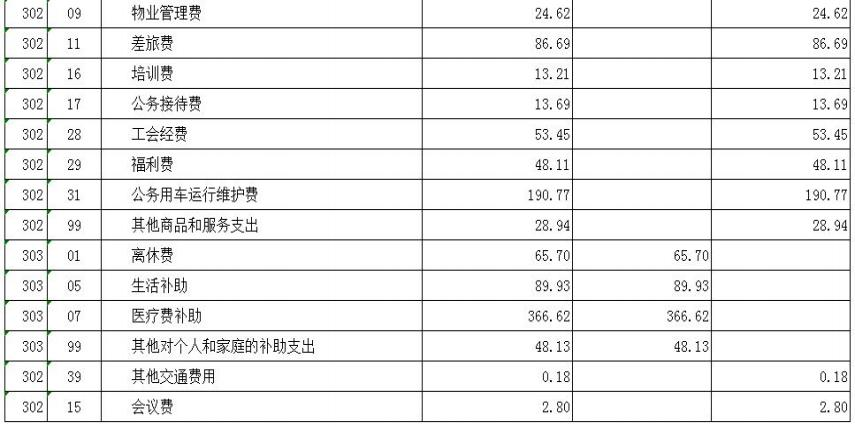 302 09 物业管理费 24.62 24.62
302 11 差旅费 86.69 86.69
302 16 培训费 13.21 13.21
302 17 公务接待费 13.69 13.69
302 28 工会经费 53.45 53.45
302 29 福利费 48.11 48.11
302 31 公务用车运行维护费 190.77 190.77
302 99 其他商品和服务支出 28.94 28.94
303 01 离休费 65.70 65.70
303 05 生活补助 89.93 89.93
303 07 医疗费补助 366.62 366.62
303 99 其他对个人和家庭的补助支出 48.13 48.13
302 39 其他交通费用 0.18 0.18
302 15 会议费 2.80 2.80